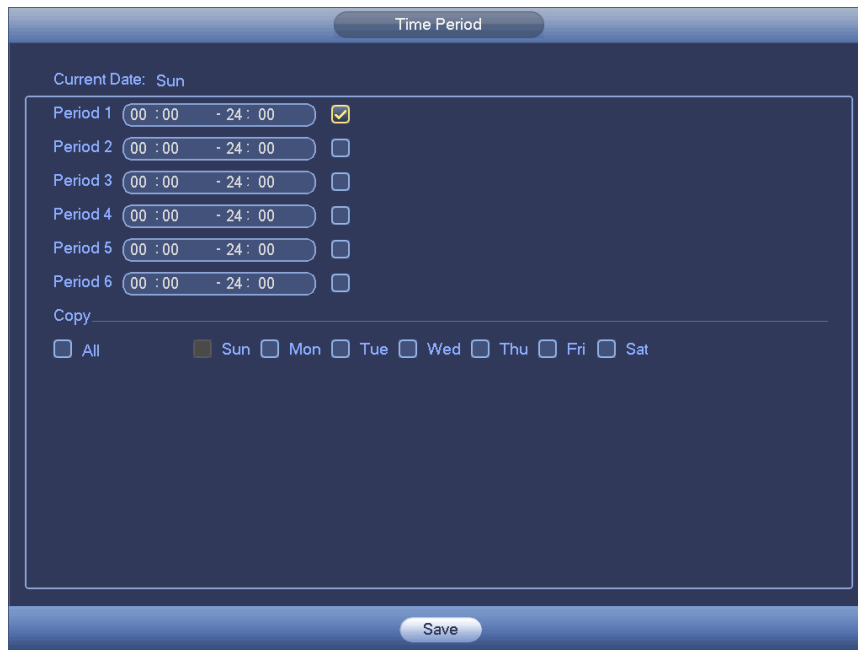 Time Period
Current Date: Sun
Period 1 00 :00 - 24 : 00
Period 2 00 :00 - 24 : 00
Period 3 00 :00 - 24 : 00
Period 4 00 :00 - 24 : 00
Period 5 00 :00 - 24 : 00
Period 6 00 :00 - 24 : 00
Copy
All Sun Mon Tue Wed Thu Fri Sat
Save